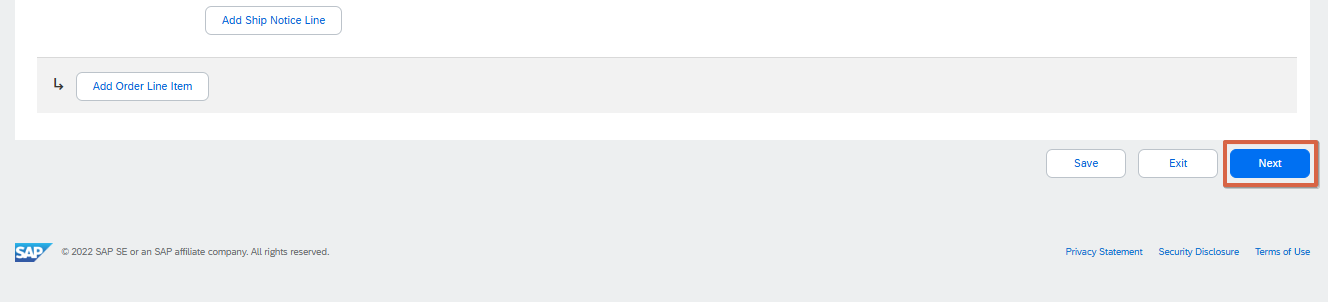 Add Ship Notice Line
Add Order Line Item
Save Exit Next
SAP © 2022 SAP SE or an SAP affiliate company. All rights reserved. Privacy Statement Security Disclosure Terms of Use